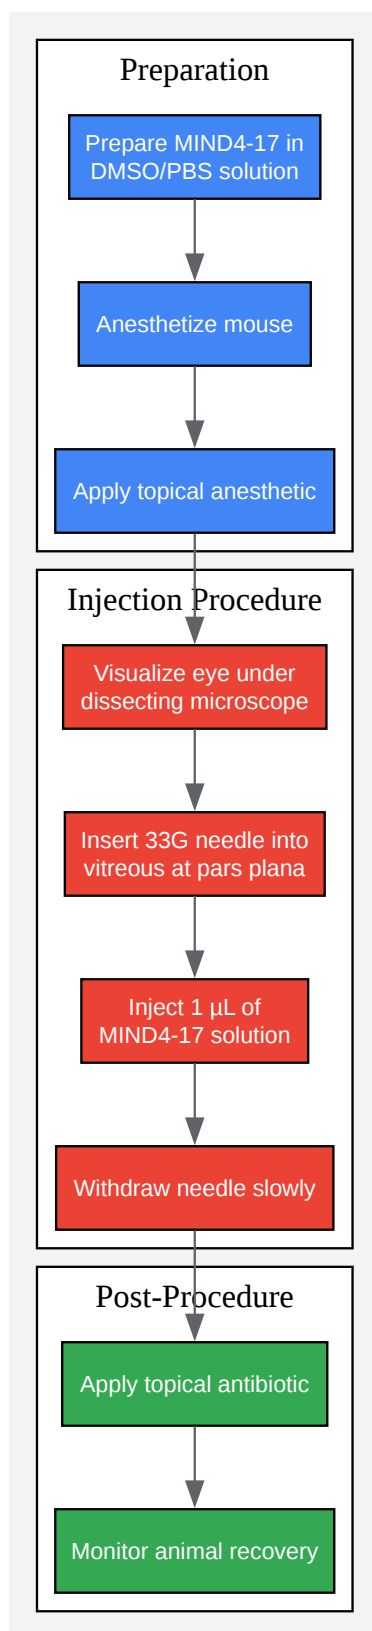 Preparation
Prepare MIND4-17 in
DMSO/PBS solution
Anesthetize mouse
Apply topical anesthetic
Injection Procedure
Visualize eye under
dissecting microscope
Insert 33G needle into
vitreous at pars plana
Inject 1 µL of
MIND4-17 solution
Withdraw needle slowly
Post-Procedure
Apply topical antibiotic
Monitor animal recovery